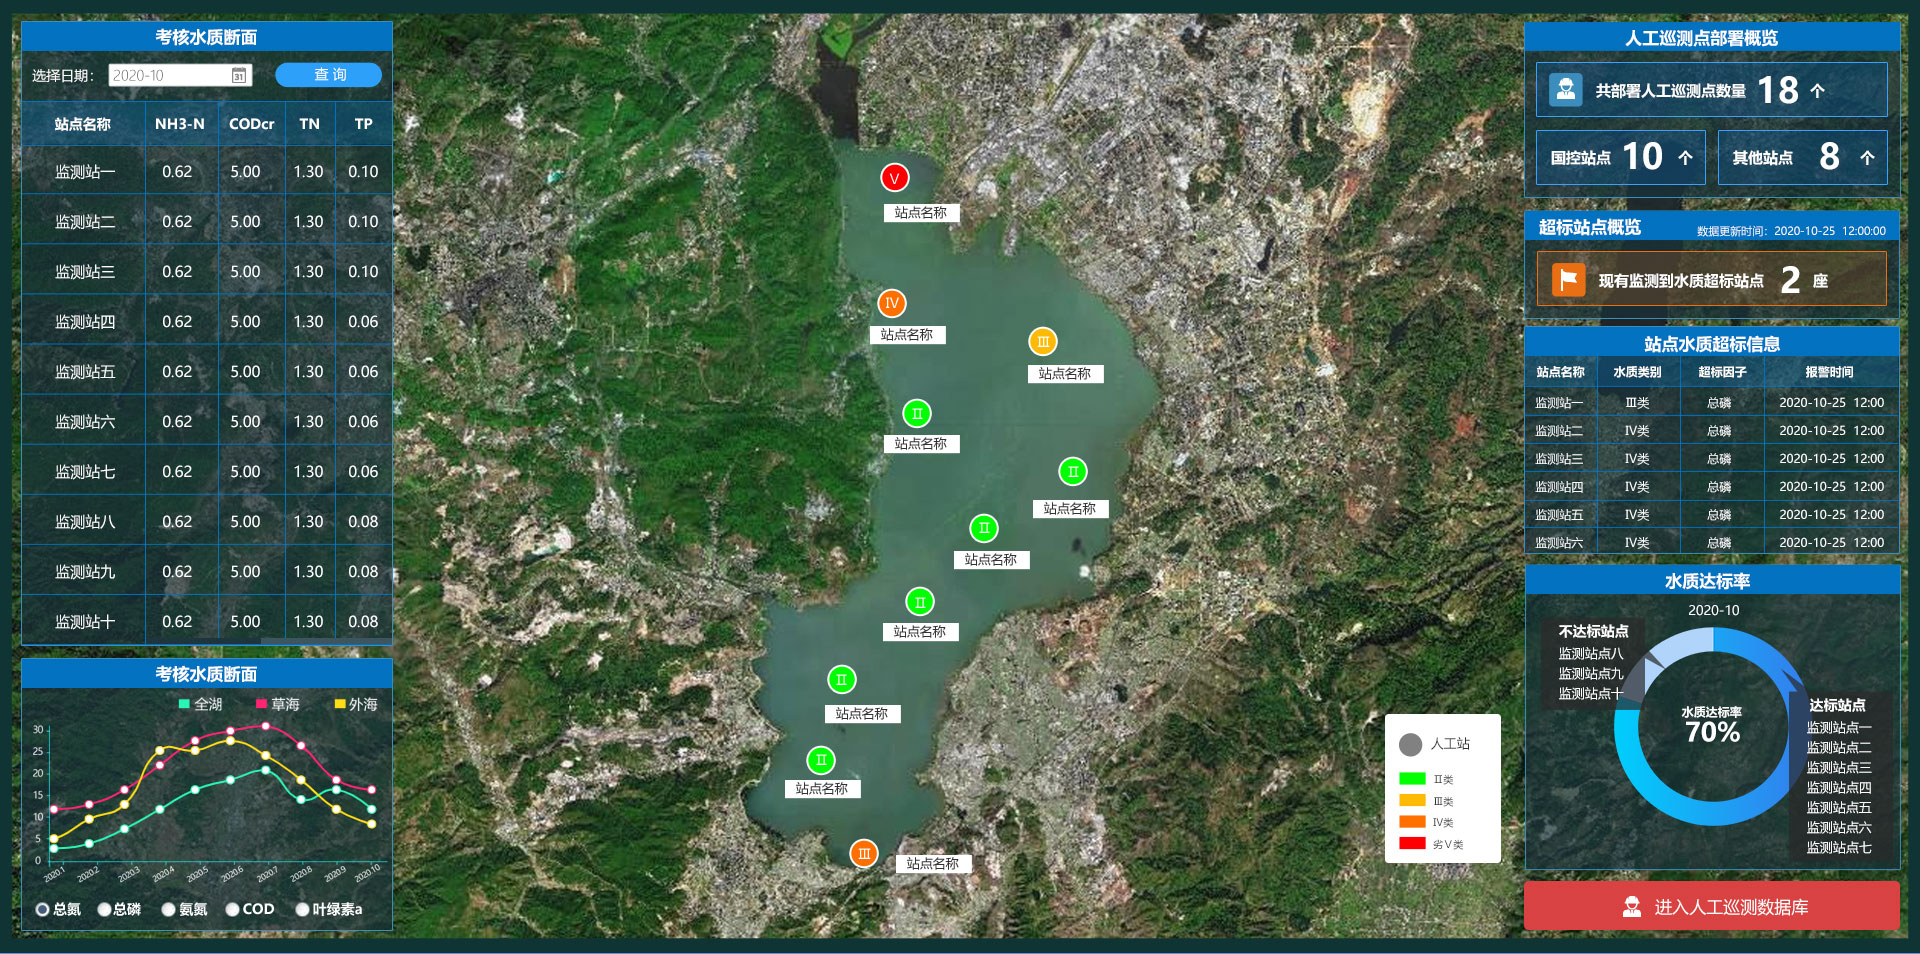 考核水质断面
选择日期： 2020-10 31 查 询
站点名称 NH3-N CODcr TN TP
监测站一 0.62 5.00 1.30 0.10
监测站二 0.62 5.00 1.30 0.10
监测站三 0.62 5.00 1.30 0.10
监测站四 0.62 5.00 1.30 0.06
监测站五 0.62 5.00 1.30 0.06
监测站六 0.62 5.00 1.30 0.06
监测站七 0.62 5.00 1.30 0.06
监测站八 0.62 5.00 1.30 0.08
监测站九 0.62 5.00 1.30 0.08
监测站十 0.62 5.00 1.30 0.08
考核水质断面
全湖 草海 外海
30
25
20
15
10
5
0
2020.1 2020.2 2020.3 2020.4 2020.5 2020.6 2020.7 2020.8 2020.9 2020.10
总氮 总磷 氨氮 COD 叶绿素a
V
站点名称
IV
站点名称
III
站点名称
II
站点名称
II
站点名称
II
站点名称
II
站点名称
II
站点名称
II
站点名称
III
站点名称
人工站
II类
III类
IV类
劣V类
人工巡测点部署概览
共部署人工巡测点数量 18 个
国控站点 10 个
其他站点 8 个
超标站点概览 数据更新时间：2020-10-25 12:00:00
现有监测到水质超标站点 2 座
站点水质超标信息
站点名称 水质类别 超标因子 报警时间
监测站一 III类 总磷 2020-10-25 12:00
监测站二 IV类 总磷 2020-10-25 12:00
监测站三 IV类 总磷 2020-10-25 12:00
监测站四 IV类 总磷 2020-10-25 12:00
监测站五 IV类 总磷 2020-10-25 12:00
监测站六 IV类 总磷 2020-10-25 12:00
水质达标率
2020-10
不达标站点
监测站点八
监测站点九
监测站点十
水质达标率
70%
达标站点
监测站点一
监测站点二
监测站点三
监测站点四
监测站点五
监测站点六
监测站点七
进入人工巡测数据库